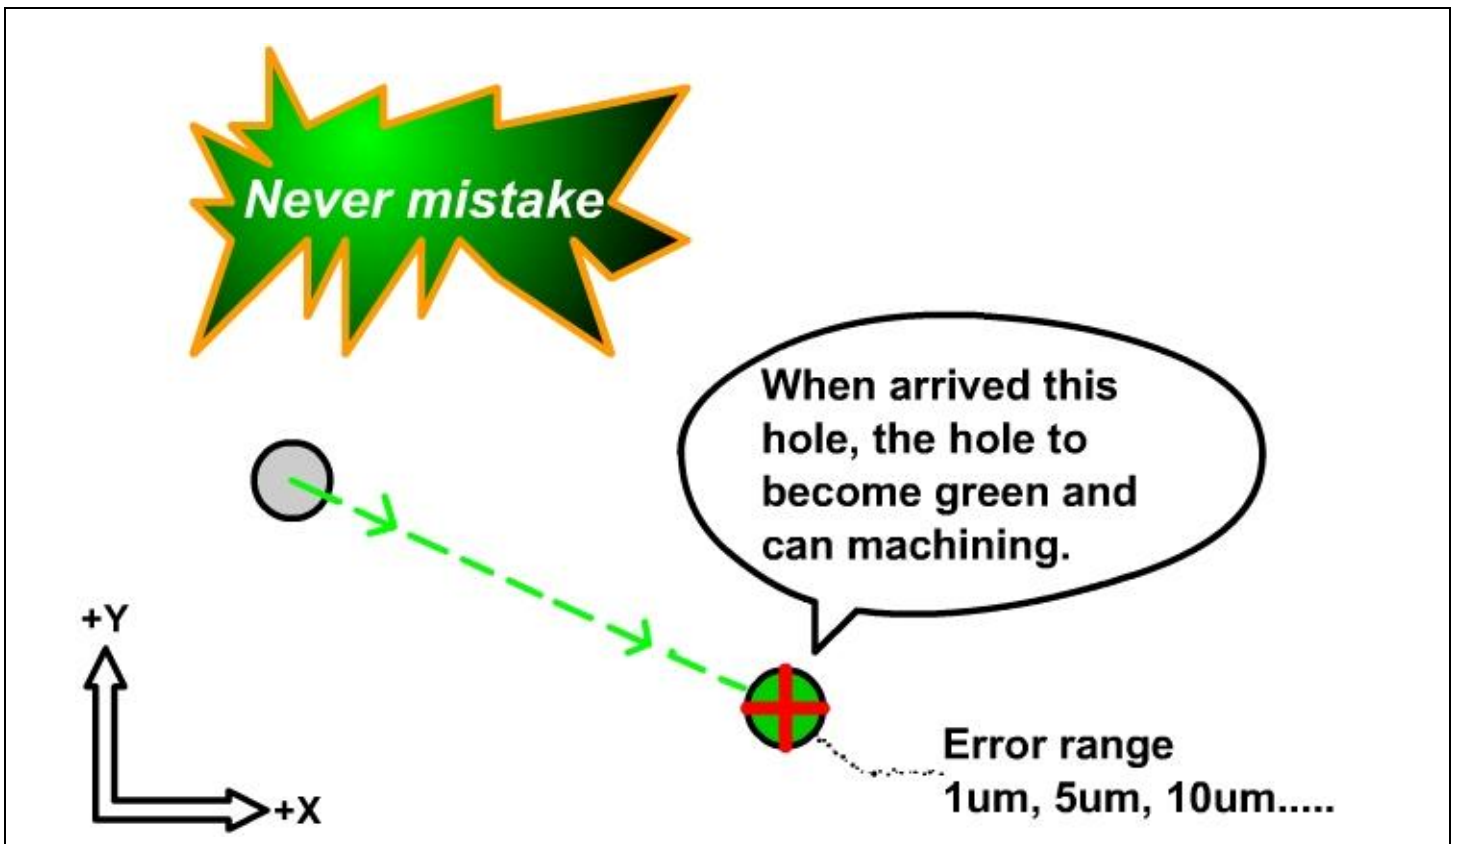 Never mistake
When arrived this
hole, the hole to
become green and
can machining.
+Y
+X
Error range
1um, 5um, 10um.....